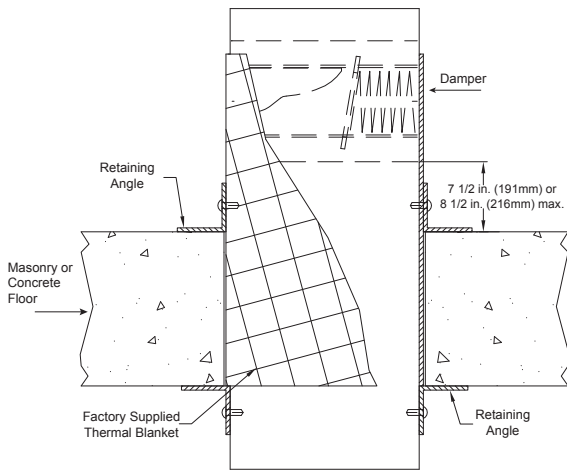 Damper
Retaining
Angle
7 1/2 in. (191mm) or
8 1/2 in. (216mm) max.
Masonry or
Concrete
Floor
Factory Supplied
Thermal Blanket
Retaining
Angle